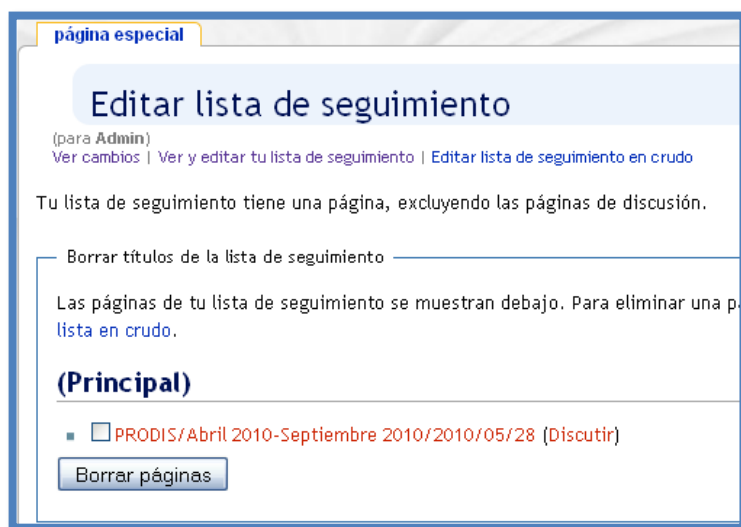 página especial
Editar lista de seguimiento
(para Admin)
Ver cambios | Ver y editar tu lista de seguimiento | Editar lista de seguimiento en crudo
Tu lista de seguimiento tiene una página, excluyendo las páginas de discusión.
Borrar títulos de la lista de seguimiento
Las páginas de tu lista de seguimiento se muestran debajo. Para eliminar una
lista en crudo.
(Principal)
PRODIS/Abril 2010-Septiembre 2010/2010/05/28 (Discutir)
Borrar páginas